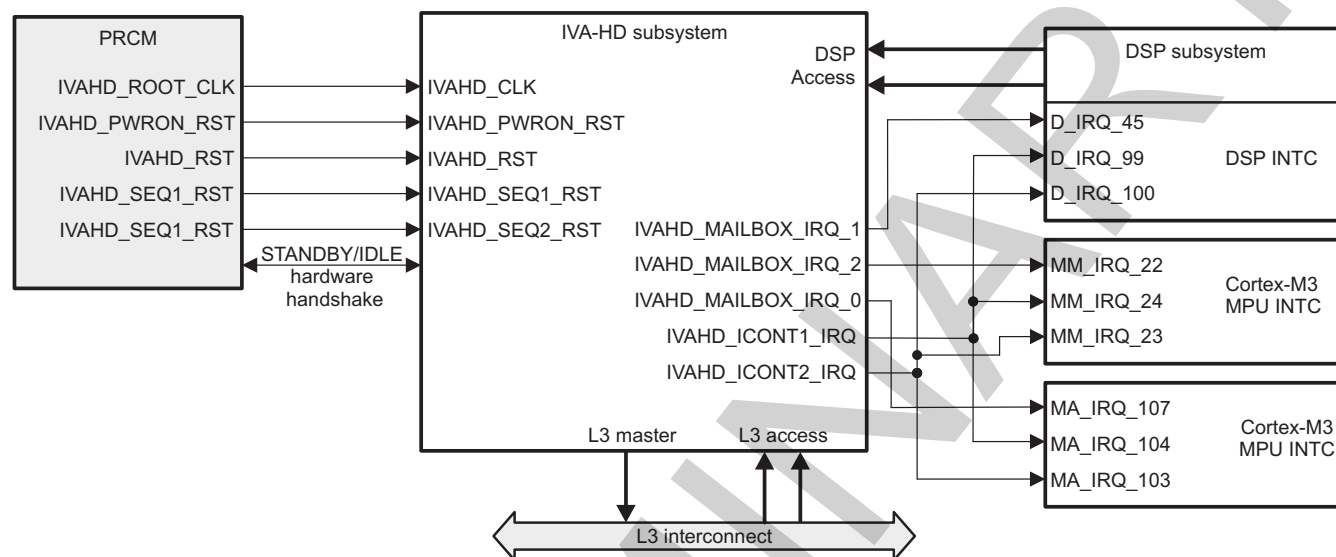 PRCM
IVAHD_ROOT_CLK
IVAHD_PWRON_RST
IVAHD_RST
IVAHD_SEQ1_RST
IVAHD_SEQ1_RST
STANDBY/IDLE
hardware
handshake
IVA-HD subsystem
IVAHD_CLK
IVAHD_PWRON_RST
IVAHD_RST
IVAHD_SEQ1_RST
IVAHD_SEQ2_RST
DSP
Access
IVAHD_MAILBOX_IRQ_1
IVAHD_MAILBOX_IRQ_2
IVAHD_MAILBOX_IRQ_0
IVAHD_ICONT1_IRQ
IVAHD_ICONT2_IRQ
L3 master
L3 access
L3 interconnect
DSP subsystem
D_IRQ_45
D_IRQ_99
D_IRQ_100
DSP INTC
MM_IRQ_22
MM_IRQ_24
MM_IRQ_23
Cortex-M3
MPU INTC
MA_IRQ_107
MA_IRQ_104
MA_IRQ_103
Cortex-M3
MPU INTC